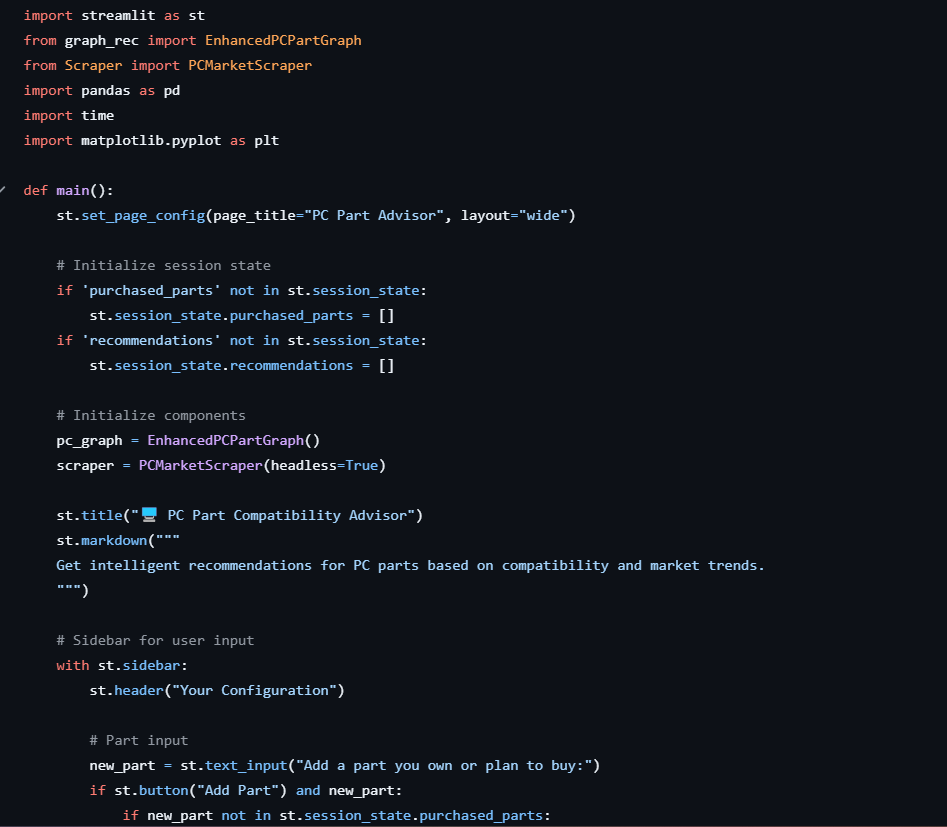 import streamlit as st
from graph_rec import EnhancedPCPartGraph
from Scraper import PCMarketScraper
import pandas as pd
import time
import matplotlib.pyplot as plt

def main():
    st.set_page_config(page_title="PC Part Advisor", layout="wide")

    # Initialize session state
    if 'purchased_parts' not in st.session_state:
        st.session_state.purchased_parts = []
    if 'recommendations' not in st.session_state:
        st.session_state.recommendations = []

    # Initialize components
    pc_graph = EnhancedPCPartGraph()
    scraper = PCMarketScraper(headless=True)

    st.title("🖥️ PC Part Compatibility Advisor")
    st.markdown("""
    Get intelligent recommendations for PC parts based on compatibility and market trends.
    """)

    # Sidebar for user input
    with st.sidebar:
        st.header("Your Configuration")

        # Part input
        new_part = st.text_input("Add a part you own or plan to buy:")
        if st.button("Add Part") and new_part:
            if new_part not in st.session_state.purchased_parts: